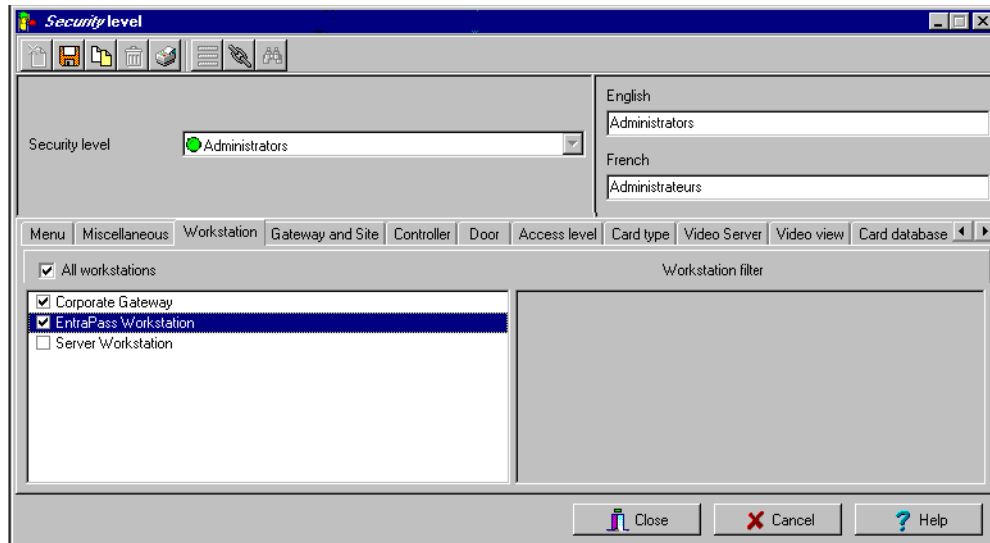 Security level
English
Administrators
Security level
Administrators
French
Administrateurs
Menu Miscellaneous Workstation Gateway and Site Controller Door Access level Card type Video Server Video view Card database
All workstations
Workstation filter
Corporate Gateway
EntraPass Workstation
Server Workstation
Close
Cancel
? Help